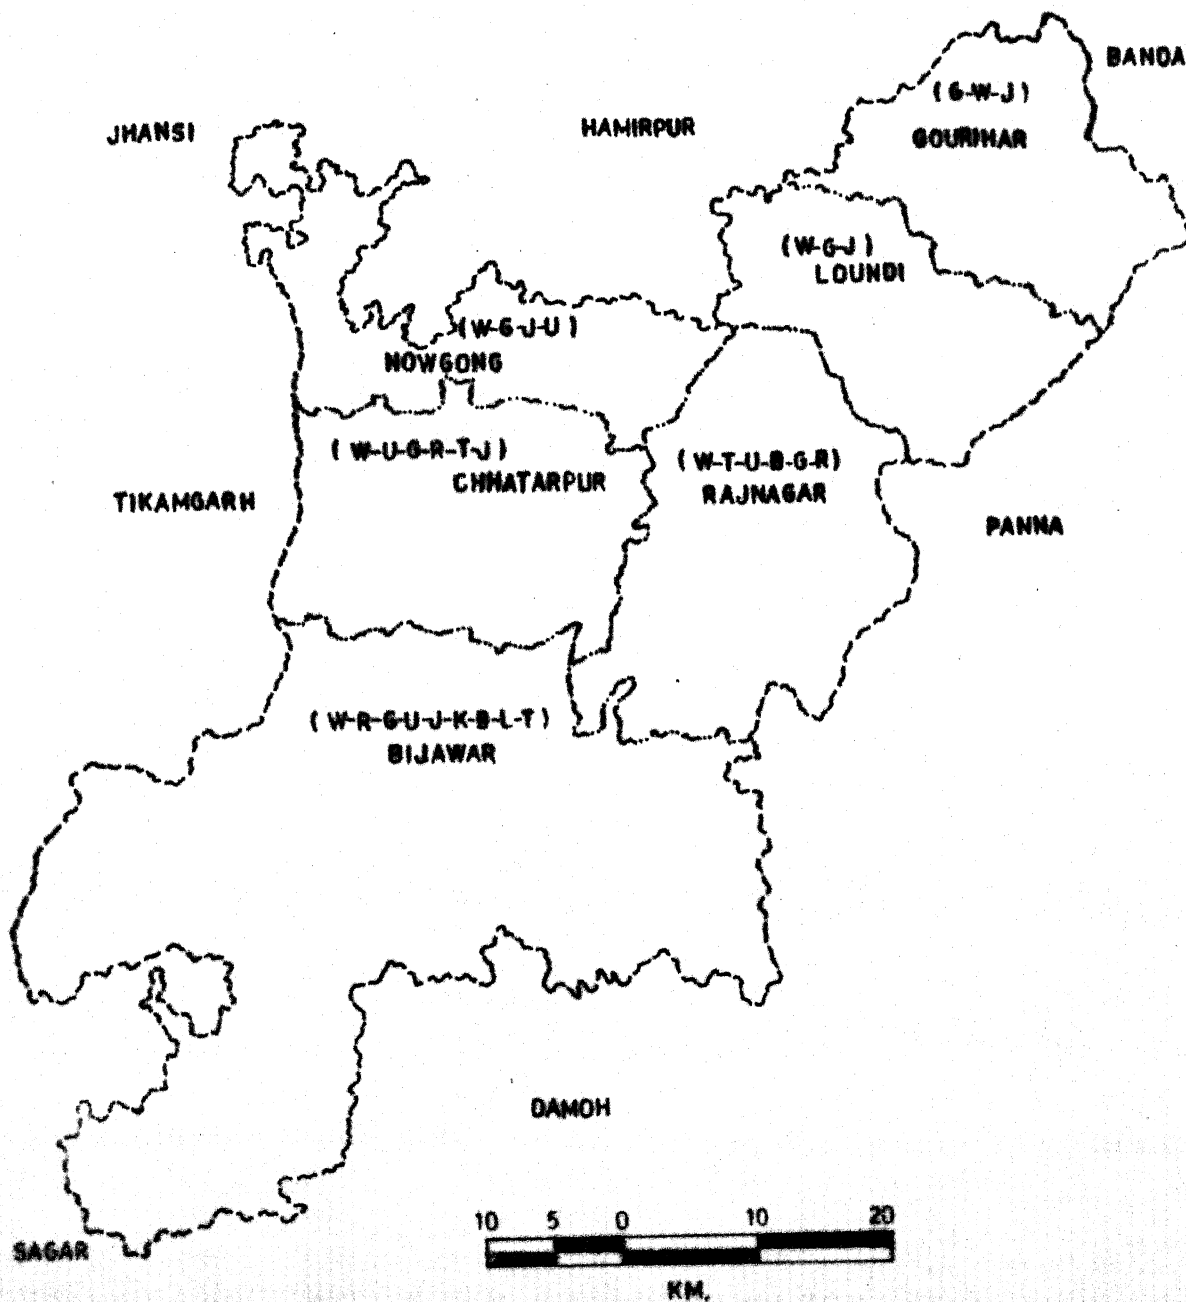 BANDA
(G-W-J)
GOURIHAR
JHANSI
HAMIRPUR
(W-G-J)
LOUNDI
(W-G-J-U)
NOWGONG
(W-U-G-R-T-J)
CHHATARPUR
(W-T-U-B-G-R)
RAJNAGAR
TIKAMGARH
PANNA
(W-R-G-U-J-K-B-L-T)
BIJAWAR
DAMOH
SAGAR
10 5 0 10 20
KM.